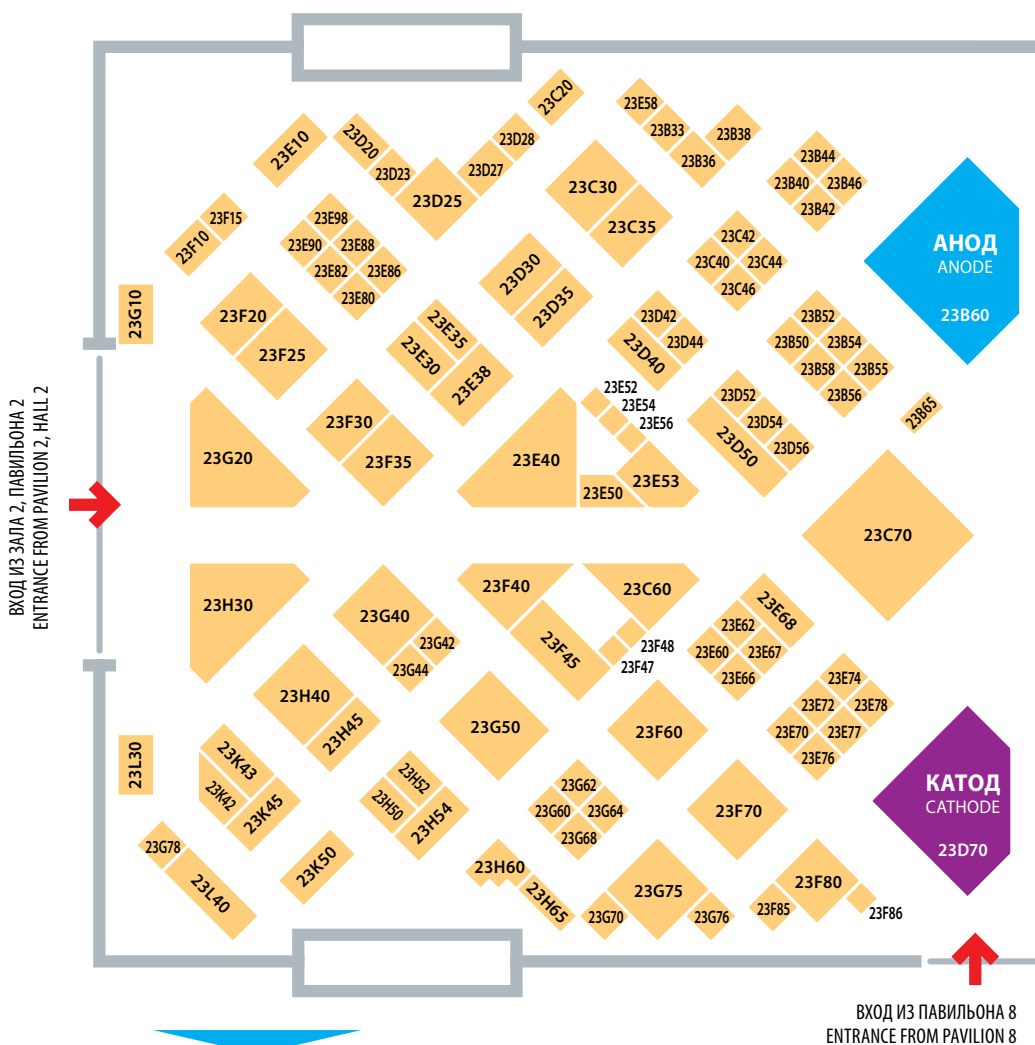 23C20
23E58
23B33
23B38
23B36
23D28
23D27
23D20
23D23
23D25
23E10
23C30
23C35
23B44
23B40
23B46
23B42
АНОД
ANODE
23B60
23F15
23F10
23E98
23E90
23E88
23E82
23E86
23E80
23C42
23C40
23C44
23C46
23D30
23D35
23G10
23F20
23F25
23E35
23E30
23E38
23D42
23D44
23D40
23B52
23B50
23B54
23B58
23B55
23B56
23B65
23E52
23E54
23E56
23D52
23D54
23D56
23D50
23F30
23F35
23G20
23E40
23E50
23E53
23C70
ВХОД ИЗ ЗАЛА 2, ПАВИЛЬОНА 2
ENTRANCE FROM PAVILION 2, HALL 2
23H30
23G40
23G42
23G44
23F40
23F45
23C60
23F48
23F47
23E68
23E62
23E60
23E67
23E66
23H40
23H45
23G50
23F60
23E74
23E72
23E78
23E70
23E77
23E76
23L30
23K43
23K42
23K45
23H52
23H50
23H54
23G62
23G60
23G64
23G68
23F70
КАТОД
CATHODE
23D70
23G78
23L40
23K50
23H60
23H65
23G75
23G70
23G76
23F80
23F85
23F86
ВХОД ИЗ ПАВИЛЬОНА 8
ENTRANCE FROM PAVILION 8